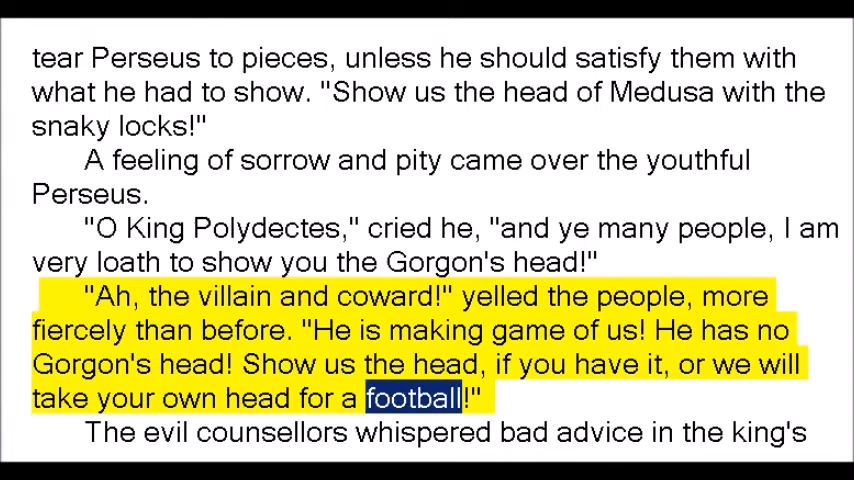 tear Perseus to pieces, unless he should satisfy them with
what he had to show. "Show us the head of Medusa with the
snaky locks!"
A feeling of sorrow and pity came over the youthful
Perseus.
"O King Polydectes," cried he, "and ye many people, I am
very loath to show you the Gorgon's head!"
"Ah, the villain and coward!" yelled the people, more
fiercely than before. "He is making game of us! He has no
Gorgon's head! Show us the head, if you have it, or we will
take your own head for a football!"
The evil counsellors whispered bad advice in the king's